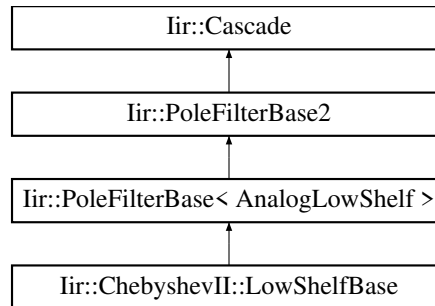 Iir::Cascade
Iir::PoleFilterBase2
Iir::PoleFilterBase< AnalogLowShelf >
Iir::ChebyshevII::LowShelfBase